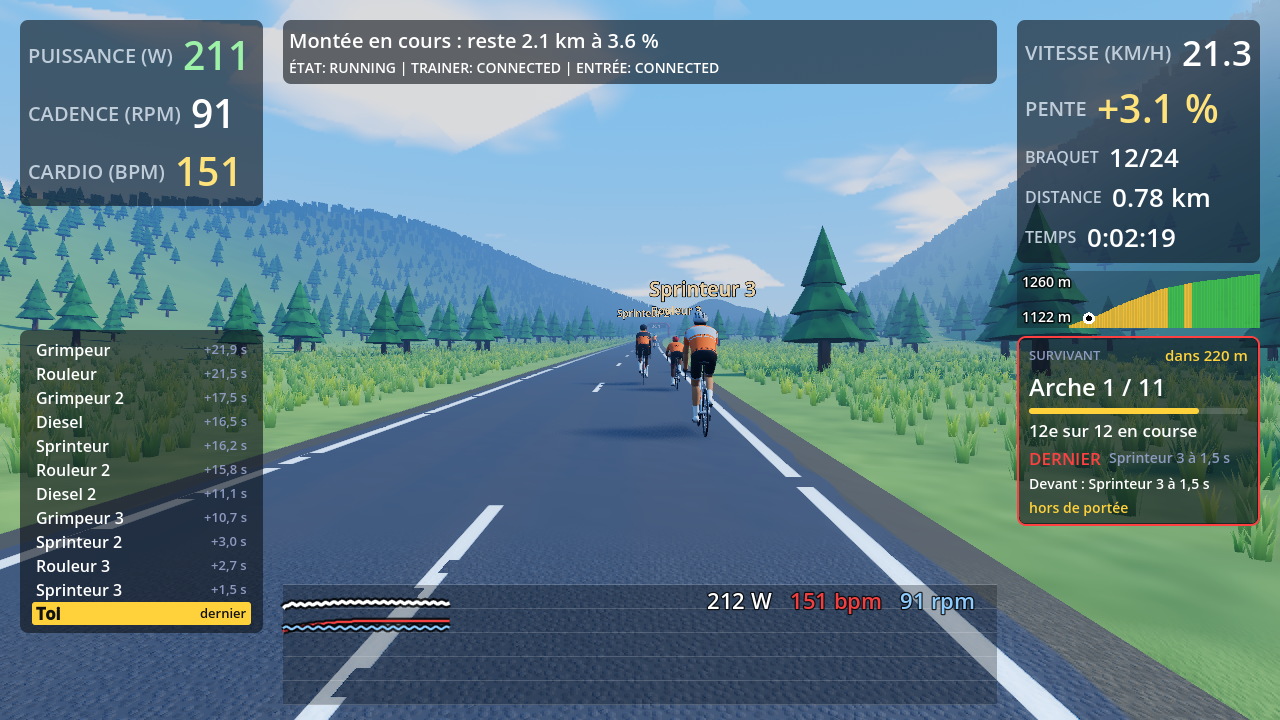 PUISSANCE (W) 211
CADENCE (RPM) 91
CARDIO (BPM) 151
Montée en cours : reste 2.1 km à 3.6 %
ÉTAT: RUNNING | TRAINER: CONNECTED | ENTRÉE: CONNECTED
VITESSE (KM/H) 21.3
PENTE +3.1 %
BRAQUET 12/24
DISTANCE 0.78 km
TEMPS 0:02:19
1260 m
1122 m
SURVIVANT dans 220 m
Arche 1 / 11
12e sur 12 en course
DERNIER Sprinteur 3 à 1,5 s
Devant : Sprinteur 3 à 1,5 s
hors de portée
Sprinteur 3
Grimpeur +21,9 s
Rouleur +21,5 s
Grimpeur 2 +17,5 s
Diesel +16,5 s
Sprinteur +16,2 s
Rouleur 2 +15,8 s
Diesel 2 +11,1 s
Grimpeur 3 +10,7 s
Sprinteur 2 +3,0 s
Rouleur 3 +2,7 s
Sprinteur 3 +1,5 s
Toi dernier
212 W 151 bpm 91 rpm